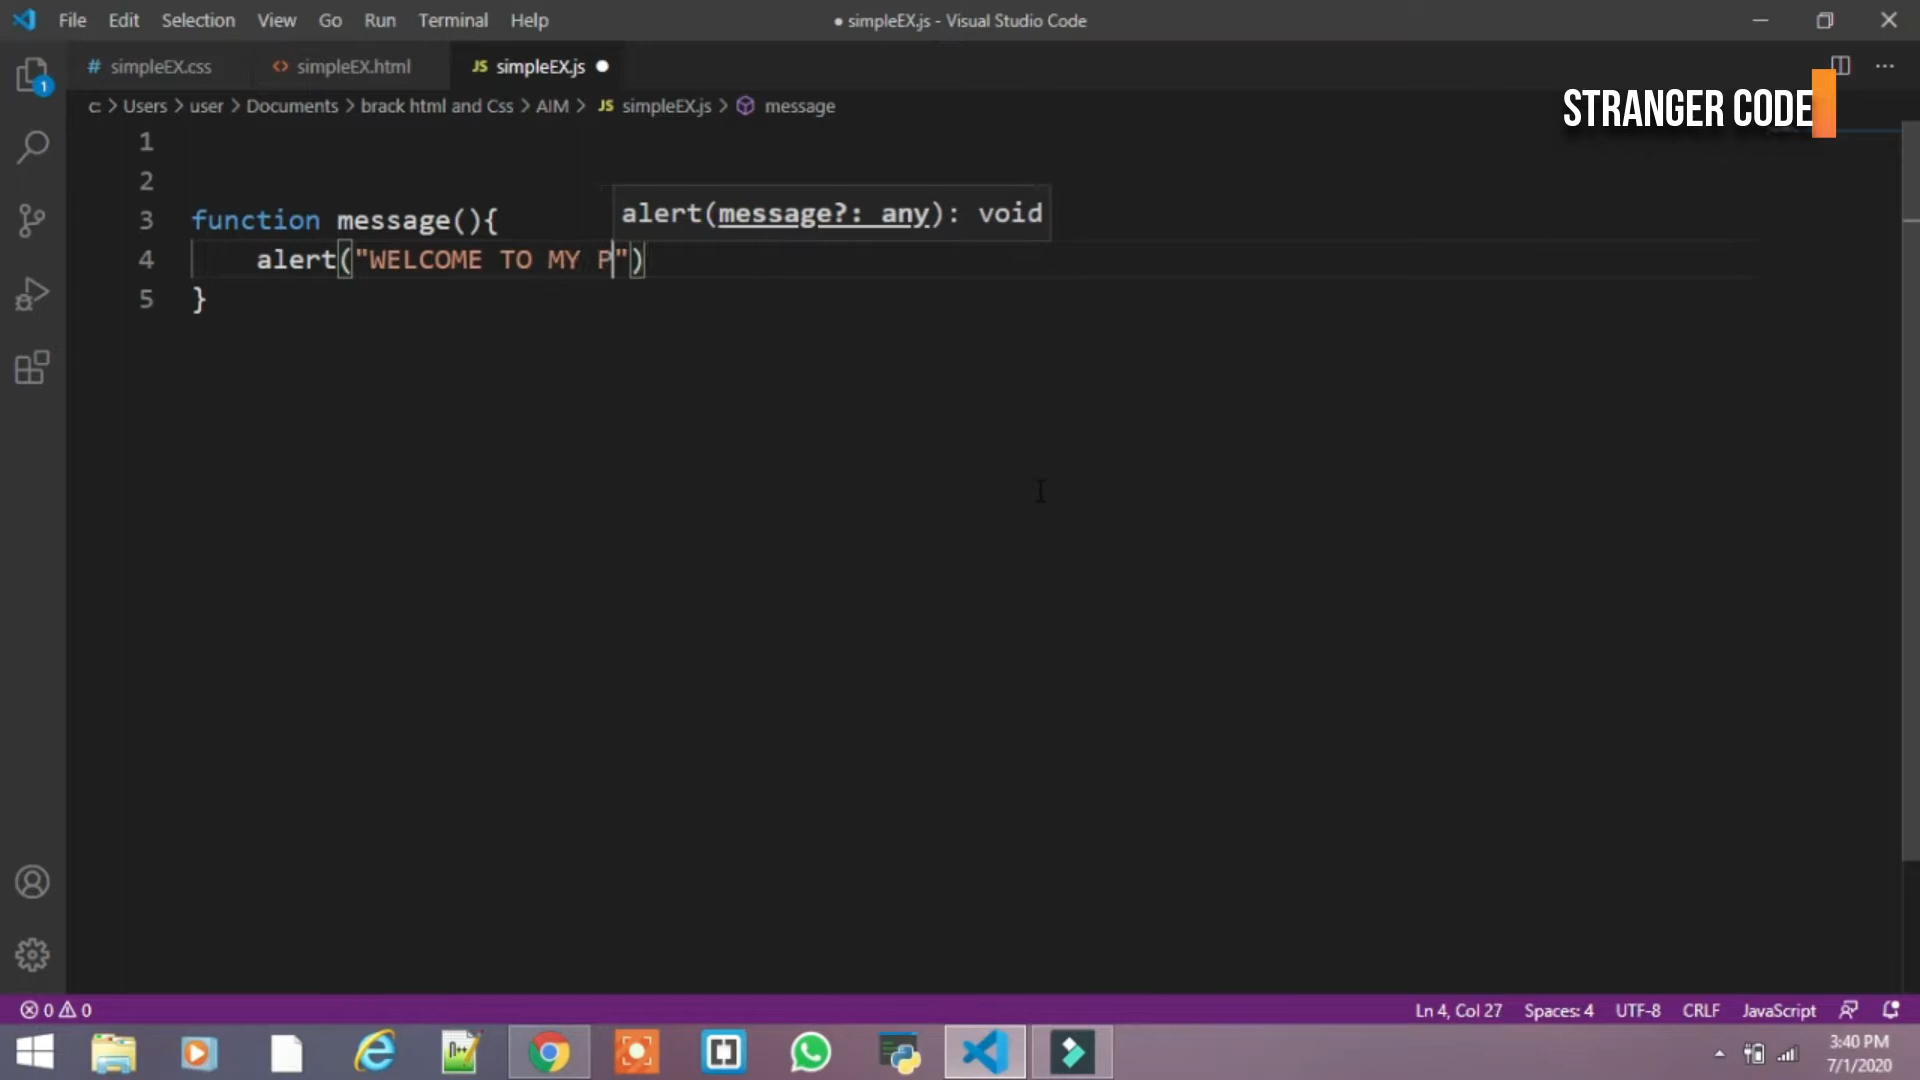 File Edit Selection View Go Run Terminal Help
● simpleEX.js - Visual Studio Code
# simpleEX.css
<> simpleEX.html
JS simpleEX.js ●
1
STRANGER CODE
c > Users > user > Documents > brack html and Css > AIM > JS simpleEX.js > message
1
2
alert(message?: any): void
3 function message(){
4 alert("WELCOME TO MY P")
5 }
0 0
Ln 4, Col 27 Spaces: 4 UTF-8 CRLF JavaScript
N++
3:40 PM
7/1/2020